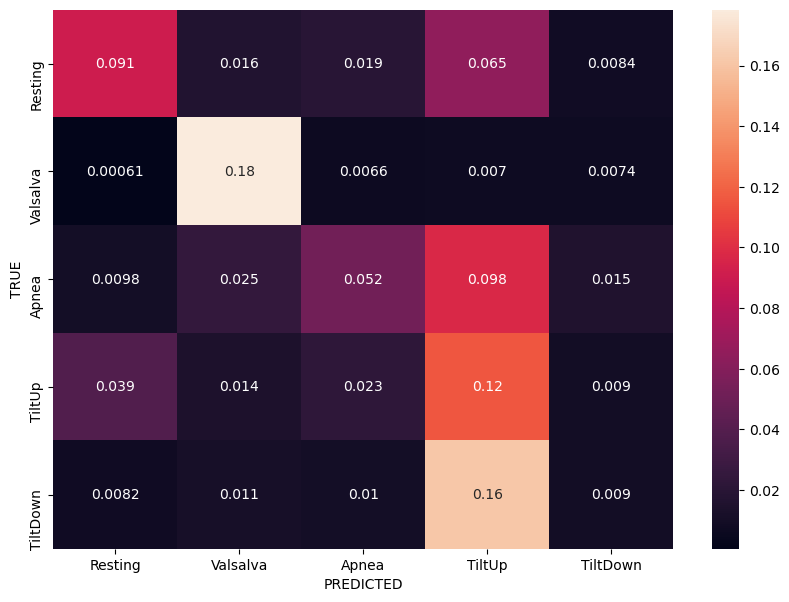 Resting 0.091 0.016 0.019 0.065 0.0084
Valsalva 0.00061 0.18 0.0066 0.007 0.0074
Apnea 0.0098 0.025 0.052 0.098 0.015
TiltUp 0.039 0.014 0.023 0.12 0.009
TiltDown 0.0082 0.011 0.01 0.16 0.009
TRUE
Resting Valsalva Apnea TiltUp TiltDown
PREDICTED
0.16
0.14
0.12
0.10
0.08
0.06
0.04
0.02